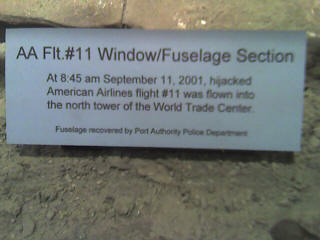 AA Flt.#11 Window/Fuselage Section
At 8:45 am September 11, 2001, hijacked
American Airlines flight #11 was flown into
the north tower of the World Trade Center.
Fuselage recovered by Port Authority Police Department